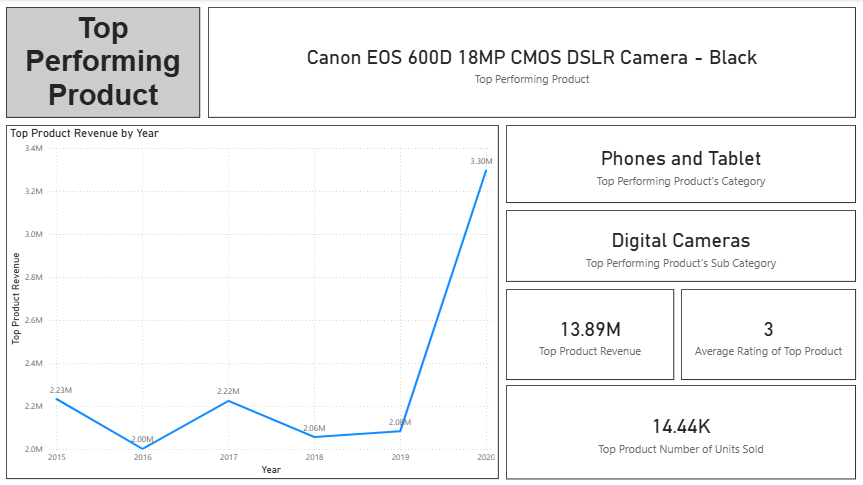 Top
Performing
Product
Canon EOS 600D 18MP CMOS DSLR Camera - Black
Top Performing Product
Top Product Revenue by Year
3.4M
3.2M
3.0M
2.8M
2.6M
2.4M
2.2M
2.0M
Top Product Revenue
2.23M
2.00M
2.22M
2.06M
2.08M
3.30M
2015
2016
2017
2018
2019
2020
Year
Phones and Tablet
Top Performing Product's Category
Digital Cameras
Top Performing Product's Sub Category
13.89M
Top Product Revenue
3
Average Rating of Top Product
14.44K
Top Product Number of Units Sold